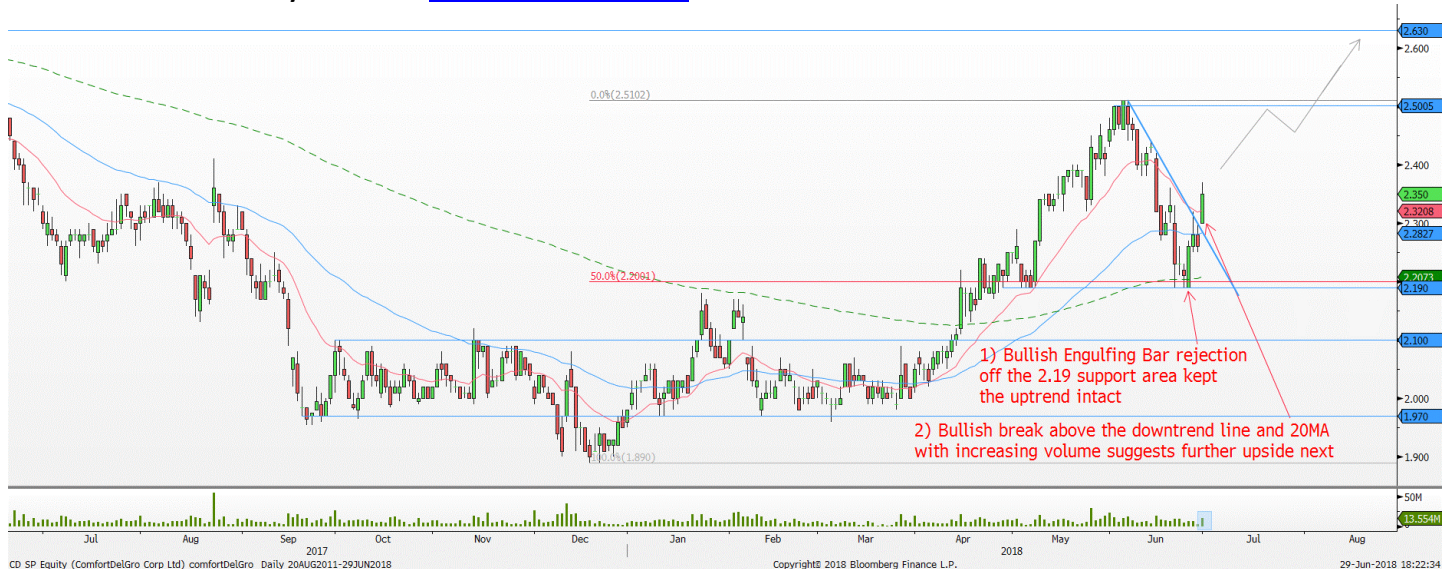 2.630
2.600
0.0%(2.5102)
2.5005
2.400
2.350
2.3208
2.300
2.2827
50.0%(2.2001)
2.2073
2.190
2.100
1) Bullish Engulfing Bar rejection
off the 2.19 support area kept
the uptrend intact
2.000
1.970
2) Bullish break above the downtrend line and 20MA
with increasing volume suggests further upside next
100.0%(1.890)
1.900
50M
13.554M
Jul Aug Sep Oct Nov Dec Jan Feb Mar Apr May Jun Jul Aug
2017 2018
CD SP Equity (ComfortDelGro Corp Ltd) comfortDelGro Daily 20AUG2011-29JUN2018 Copyright© 2018 Bloomberg Finance L.P. 29-Jun-2018 18:22:34